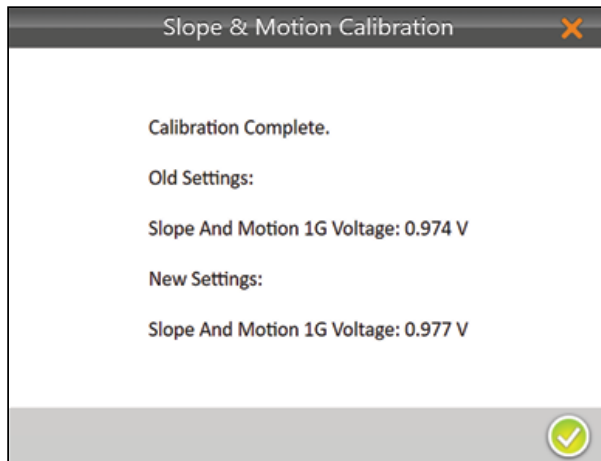 Slope & Motion Calibration
Calibration Complete.
Old Settings:
Slope And Motion 1G Voltage: 0.974 V
New Settings:
Slope And Motion 1G Voltage: 0.977 V